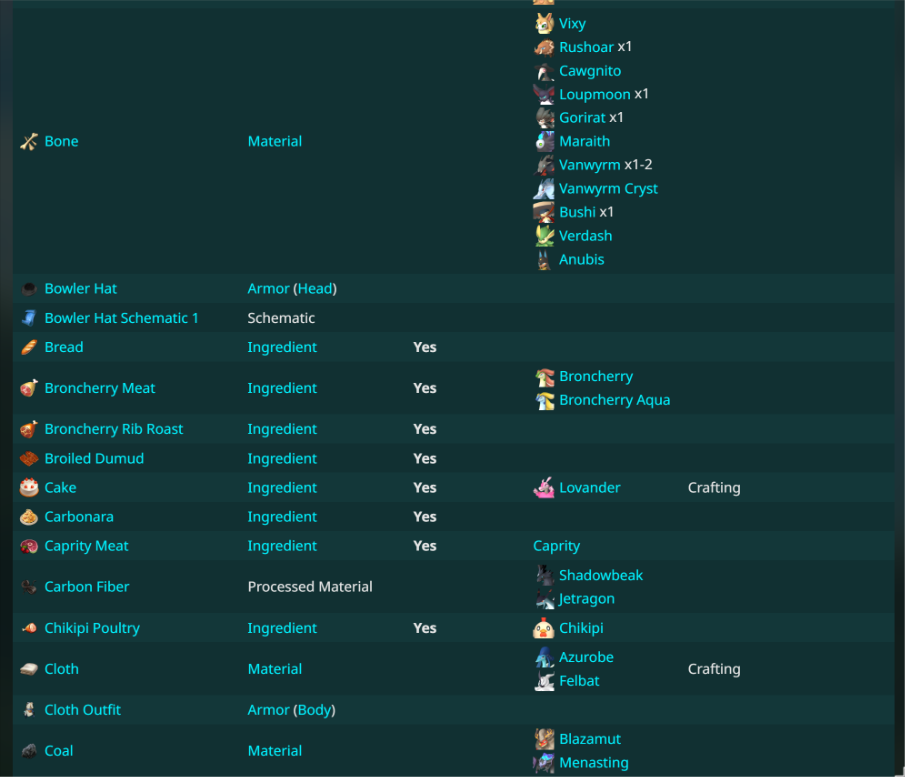 Vixy
Rushoar x1
Cawgnito
Loupmoon x1
Gorirat x1
Bone Material Maraith
Vanwyrm x1-2
Vanwyrm Cryst
Bushi x1
Verdash
Anubis
Bowler Hat Armor (Head)
Bowler Hat Schematic 1 Schematic
Bread Ingredient Yes
Broncherry Meat Ingredient Yes Broncherry
Broncherry Aqua
Broncherry Rib Roast Ingredient Yes
Broiled Dumud Ingredient Yes
Cake Ingredient Yes Lovander Crafting
Carbonara Ingredient Yes
Caprity Meat Ingredient Yes Caprity
Carbon Fiber Processed Material Shadowbeak
Jetragon
Chikipi Poultry Ingredient Yes Chikipi
Cloth Material Azurobe Crafting
Felbat
Cloth Outfit Armor (Body)
Coal Material Blazamut
Menasting